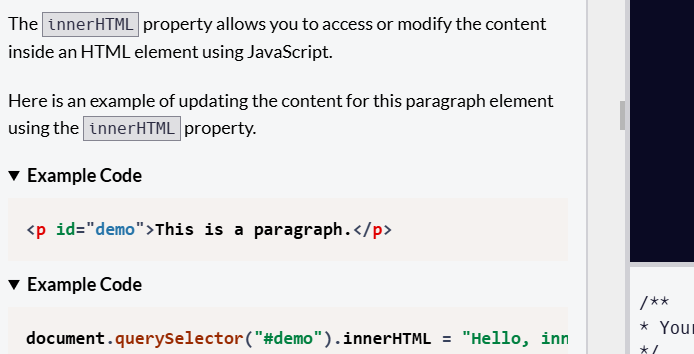 The innerHTML property allows you to access or modify the content
inside an HTML element using JavaScript.
Here is an example of updating the content for this paragraph element
using the innerHTML property.
▼ Example Code
<p id="demo">This is a paragraph.</p>
▼ Example Code
document.querySelector("#demo").innerHTML = "Hello, inn
/**
* Your
*/